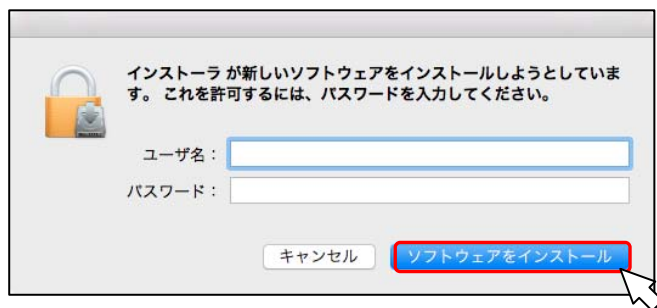 インストーラ が新しいソフトウェアをインストールしようとしていま
す。 これを許可するには、パスワードを入力してください。
ユーザ名：
パスワード：
キャンセル
ソフトウェアをインストール